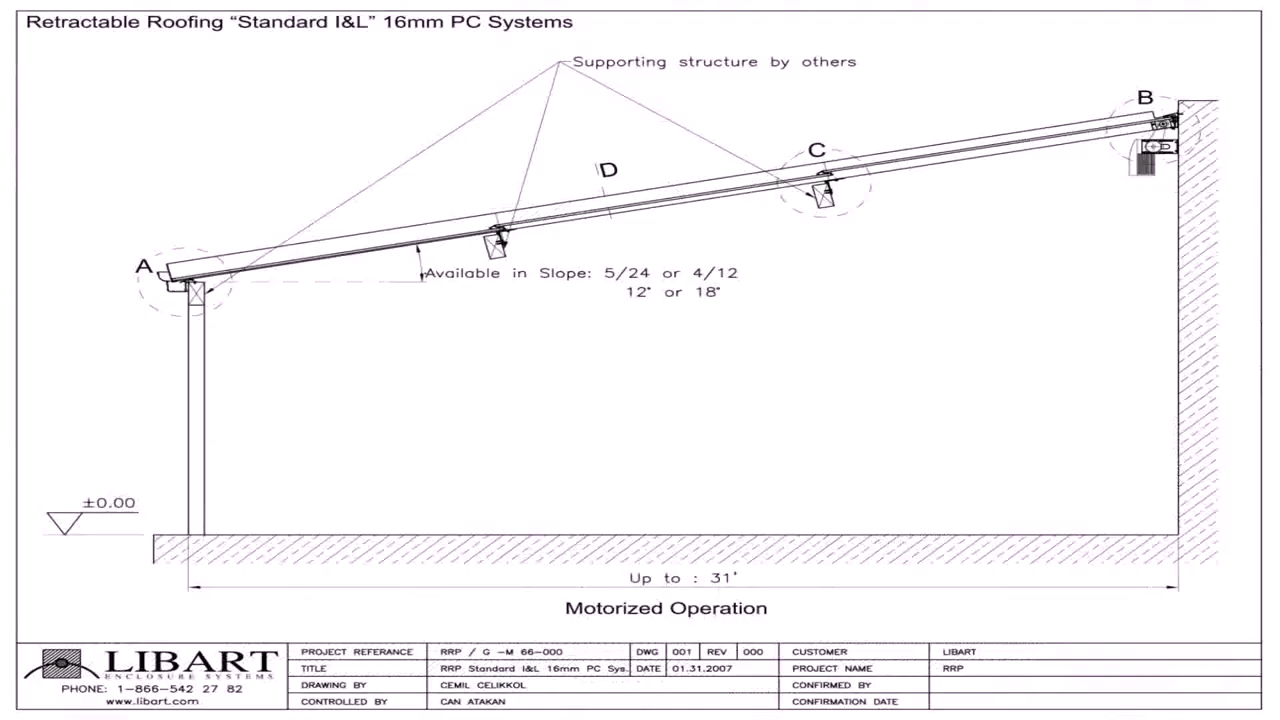 Retractable Roofing “Standard I&L” 16mm PC Systems
Supporting structure by others
B
C
D
A
Available in Slope: 5/24 or 4/12
12° or 18°
±0.00
Up to : 31'
Motorized Operation
LIBART
ENCLOSURE SYSTEMS
PHONE: 1-866-542 27 82
www.libart.com
PROJECT REFERANCE RRP / G -M 66-000 DWG 001 REV 000 CUSTOMER LIBART
TITLE RRP Standard I&L 16mm PC Sys. DATE 01.31.2007 PROJECT NAME RRP
DRAWING BY CEMIL CELIKKOL CONFIRMED BY
CONTROLLED BY CAN ATAKAN CONFIRMATION DATE